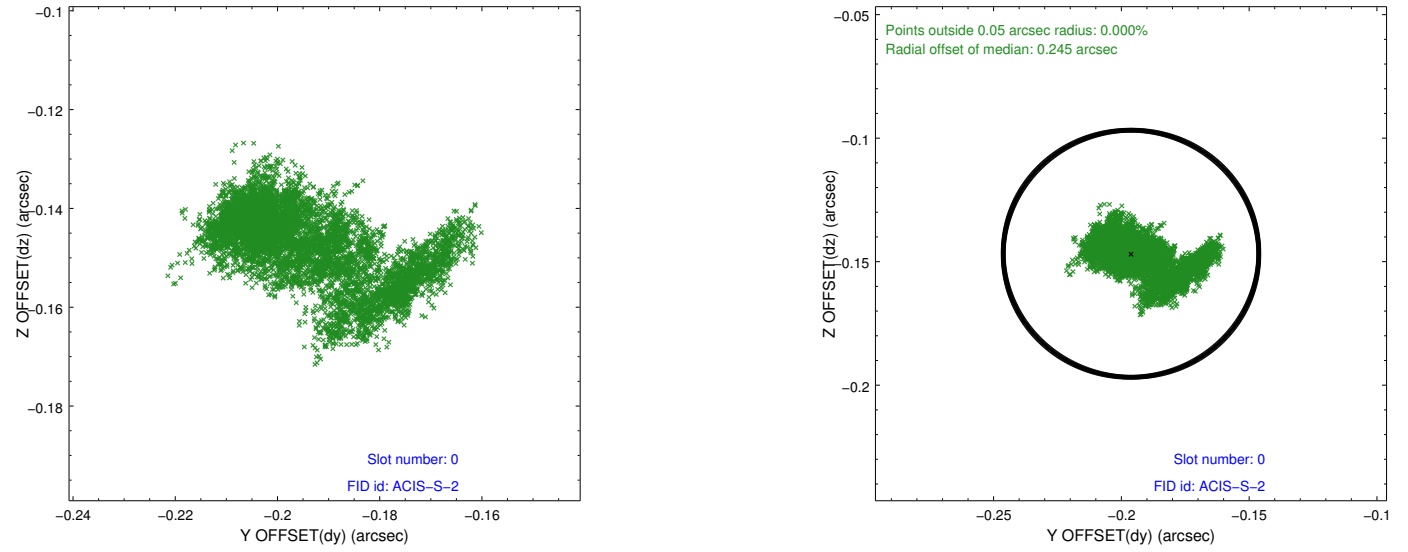 −0.1
−0.12
−0.14
−0.16
−0.18
Z OFFSET(dz) (arcsec)
Slot number: 0
FID id: ACIS−S−2
−0.24
−0.22
−0.2
−0.18
−0.16
Y OFFSET(dy) (arcsec)
Points outside 0.05 arcsec radius: 0.000%
Radial offset of median: 0.245 arcsec
−0.05
−0.1
−0.15
−0.2
Z OFFSET(dz) (arcsec)
Slot number: 0
FID id: ACIS−S−2
−0.25
−0.2
−0.15
−0.1
Y OFFSET(dy) (arcsec)